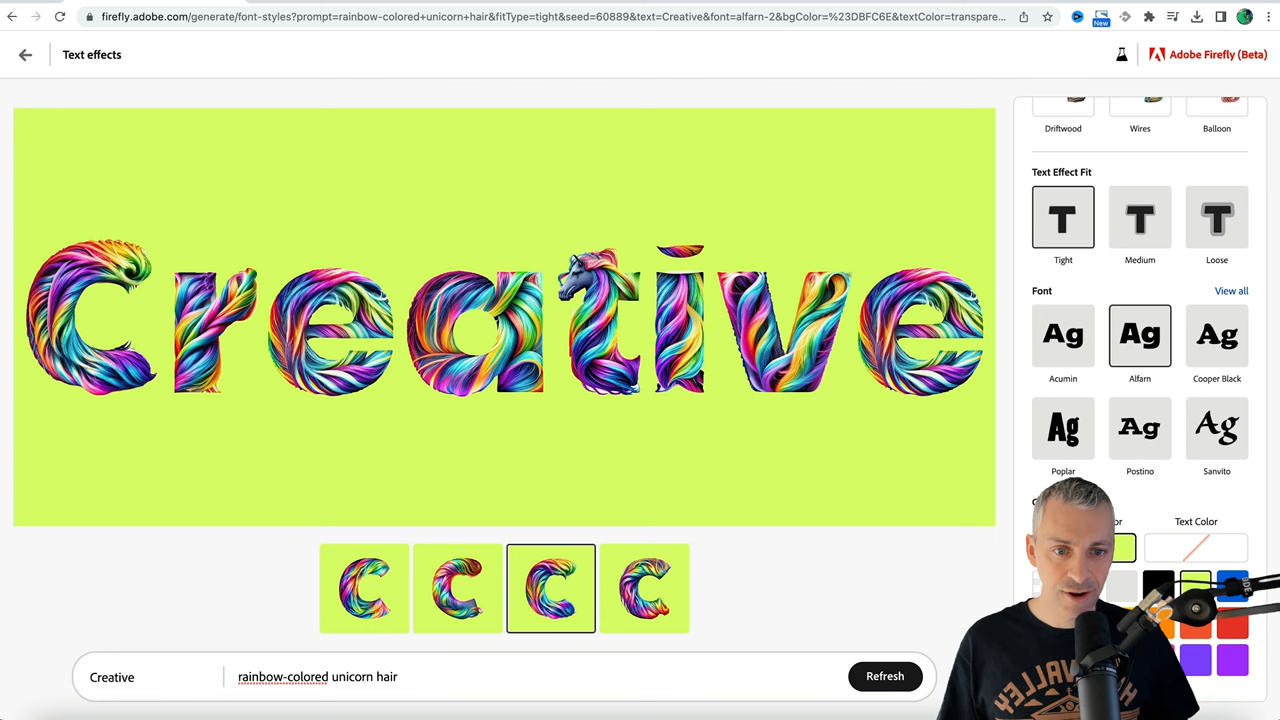 firefly.adobe.com/generate/font-styles?prompt=rainbow-colored+unicorn+hair&fitType=tight&seed=60889&text=Creative&font=alfarn-2&bgColor=%23DBFC6E&textColor=transpare...
New
Text effects
Adobe Firefly (Beta)
Driftwood
Wires
Balloon
Text Effect Fit
T
T
T
Tight
Medium
Loose
Creative
Font
View all
Ag
Ag
Ag
Acumin
Alfarn
Cooper Black
Ag
Ag
Ag
Poplar
Postino
Sanvito
Text Color
C
C
C
C
Creative
rainbow-colored unicorn hair
Refresh